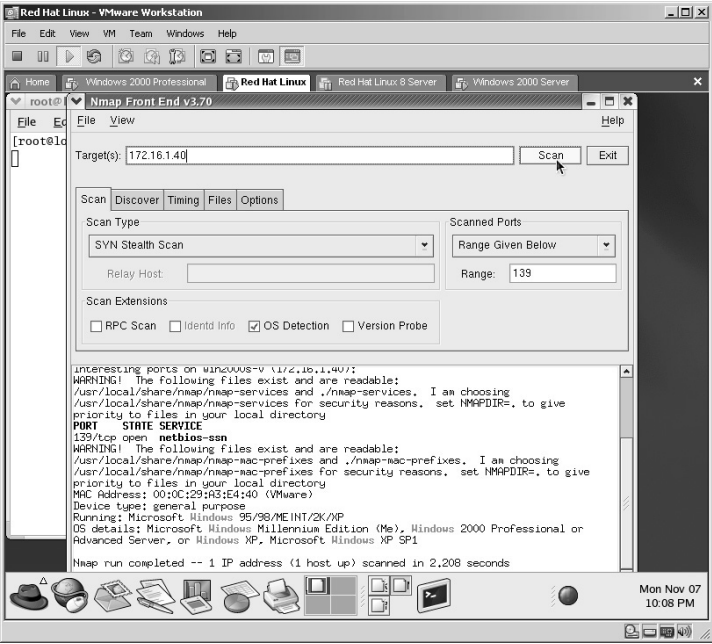 Red Hat Linux - VMware Workstation
File Edit View VM Team Windows Help
Home Windows 2000 Professional Red Hat Linux Red Hat Linux 8 Server Windows 2000 Server
root@
Nmap Front End v3.70
File Ed
File View Help
[root@lo
Target(s): 172.16.1.40 Scan Exit
Scan Discover Timing Files Options
Scan Type Scanned Ports
SYN Stealth Scan Range Given Below
Relay Host: Range: 139
Scan Extensions
RPC Scan Identd Info OS Detection Version Probe
Interesting ports on win2000s-v (172.16.1.40):
WARNING! The following files exist and are readable:
/usr/local/share/nmap/nmap-services and ./nmap-services. I am choosing
/usr/local/share/nmap/nmap-services for security reasons. set NMAPDIR=. to give
priority to files in your local directory
PORT STATE SERVICE
139/tcp open netbios-ssn
WARNING! The following files exist and are readable:
/usr/local/share/nmap/nmap-mac-prefixes and ./nmap-mac-prefixes. I am choosing
/usr/local/share/nmap/nmap-mac-prefixes for security reasons. set NMAPDIR=. to give
priority to files in your local directory
MAC Address: 00:0C:29:A3:E4:40 (VMware)
Device type: general purpose
Running: Microsoft Windows 95/98/ME|NT/2K/XP
OS details: Microsoft Windows Millennium Edition (Me), Windows 2000 Professional or
Advanced Server, or Windows XP, Microsoft Windows XP SP1
Nmap run completed -- 1 IP address (1 host up) scanned in 2.208 seconds
Mon Nov 07
10:08 PM